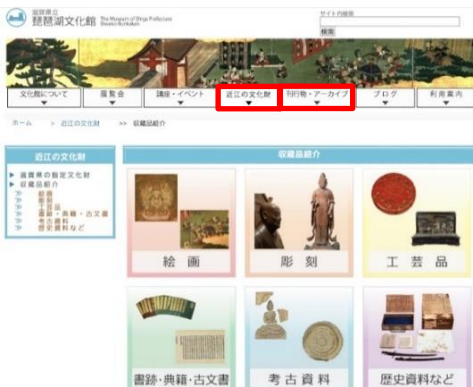 滋賀県立
琵琶湖文化館 The Museum of Shiga Prefecture
Biwako-Bunkakan
サイト内検索
検索
文化館について
展覧会
講座・イベント
近江の文化財
刊行物・アーカイブ
ブログ
利用案内
ホーム > 近江の文化財 >> 収蔵品紹介
近江の文化財
滋賀県の指定文化財
収蔵品紹介
絵画
彫刻
工芸品
書跡・典籍・古文書
考古資料
歴史資料など
収蔵品紹介
絵画
彫刻
工芸品
書跡・典籍・古文書
考古資料
歴史資料など